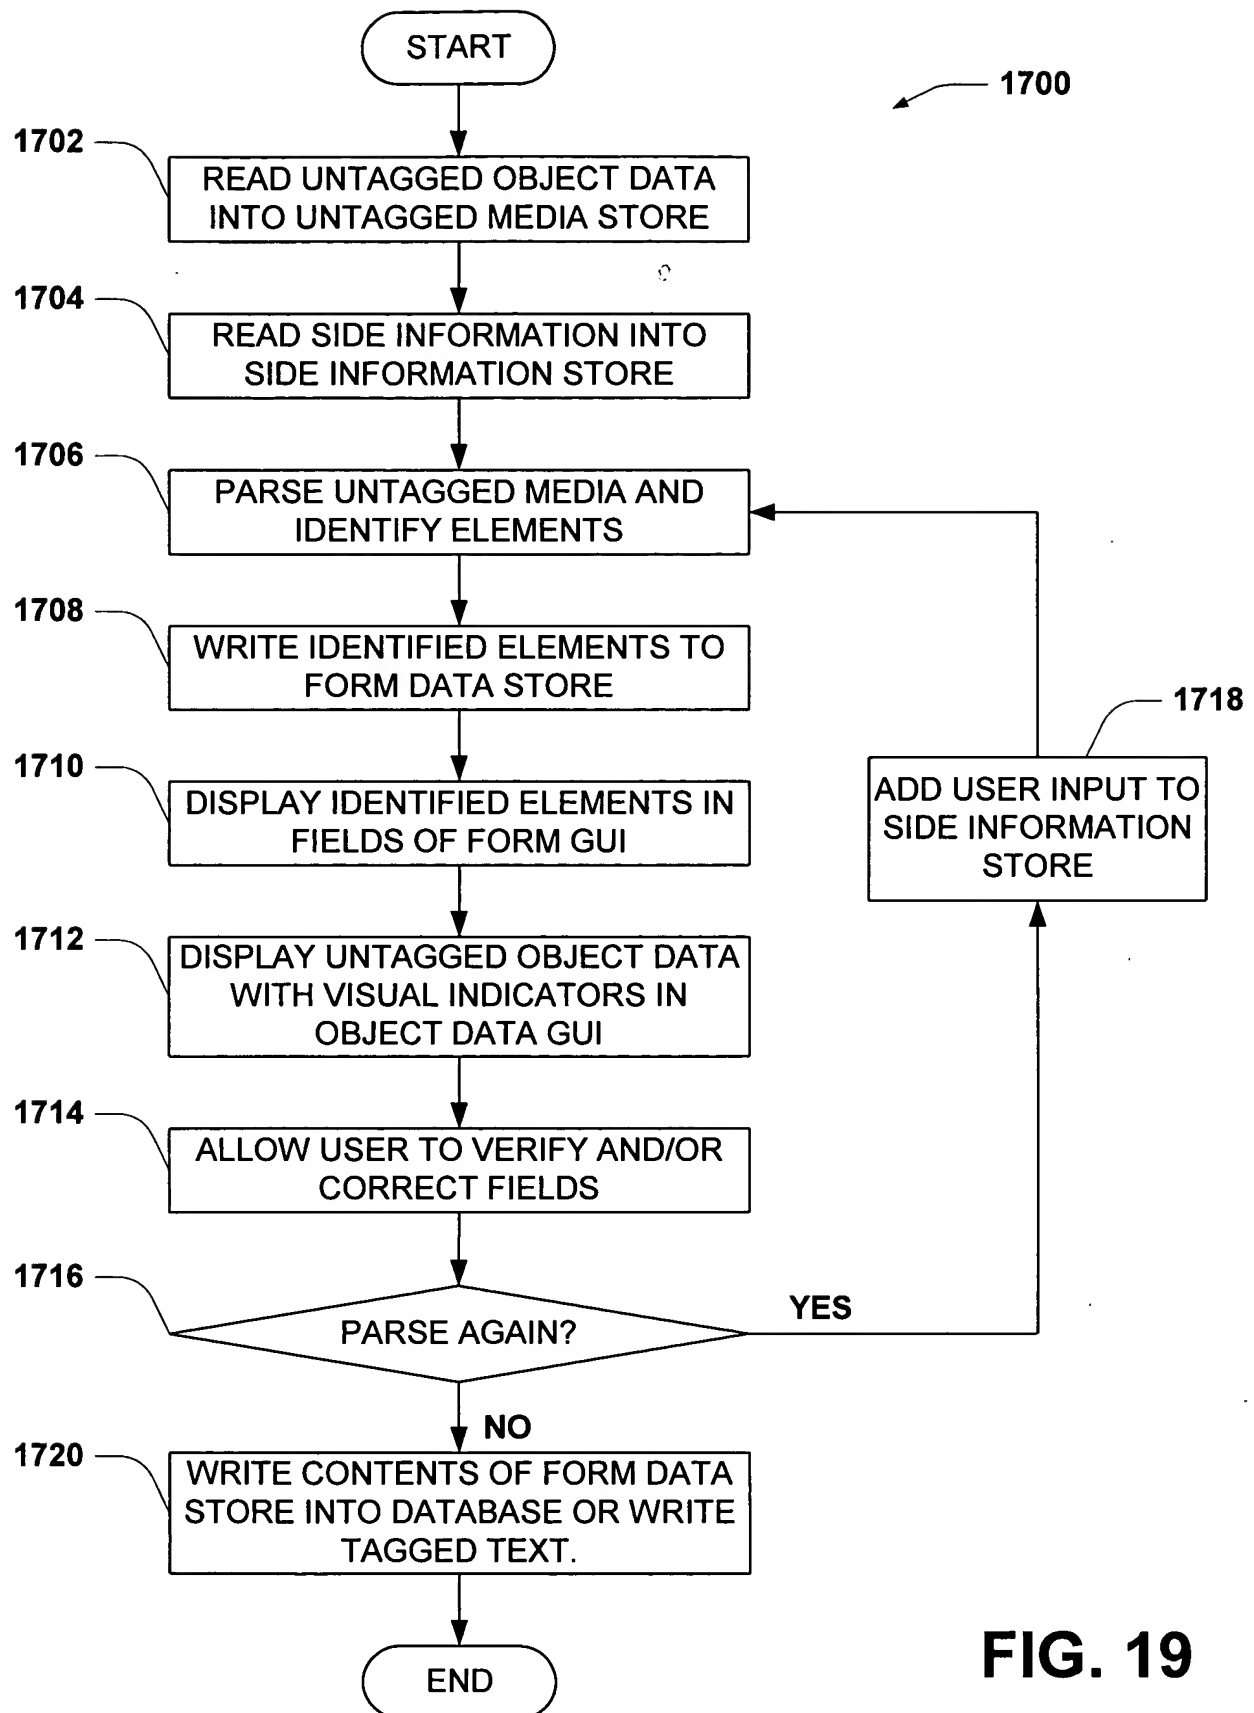 START
1700
1702
READ UNTAGGED OBJECT DATA
INTO UNTAGGED MEDIA STORE
1704
READ SIDE INFORMATION INTO
SIDE INFORMATION STORE
1706
PARSE UNTAGGED MEDIA AND
IDENTIFY ELEMENTS
1708
WRITE IDENTIFIED ELEMENTS TO
FORM DATA STORE
1718
ADD USER INPUT TO
SIDE INFORMATION
STORE
1710
DISPLAY IDENTIFIED ELEMENTS IN
FIELDS OF FORM GUI
1712
DISPLAY UNTAGGED OBJECT DATA
WITH VISUAL INDICATORS IN
OBJECT DATA GUI
1714
ALLOW USER TO VERIFY AND/OR
CORRECT FIELDS
1716
PARSE AGAIN?
YES
NO
1720
WRITE CONTENTS OF FORM DATA
STORE INTO DATABASE OR WRITE
TAGGED TEXT.
END
FIG. 19